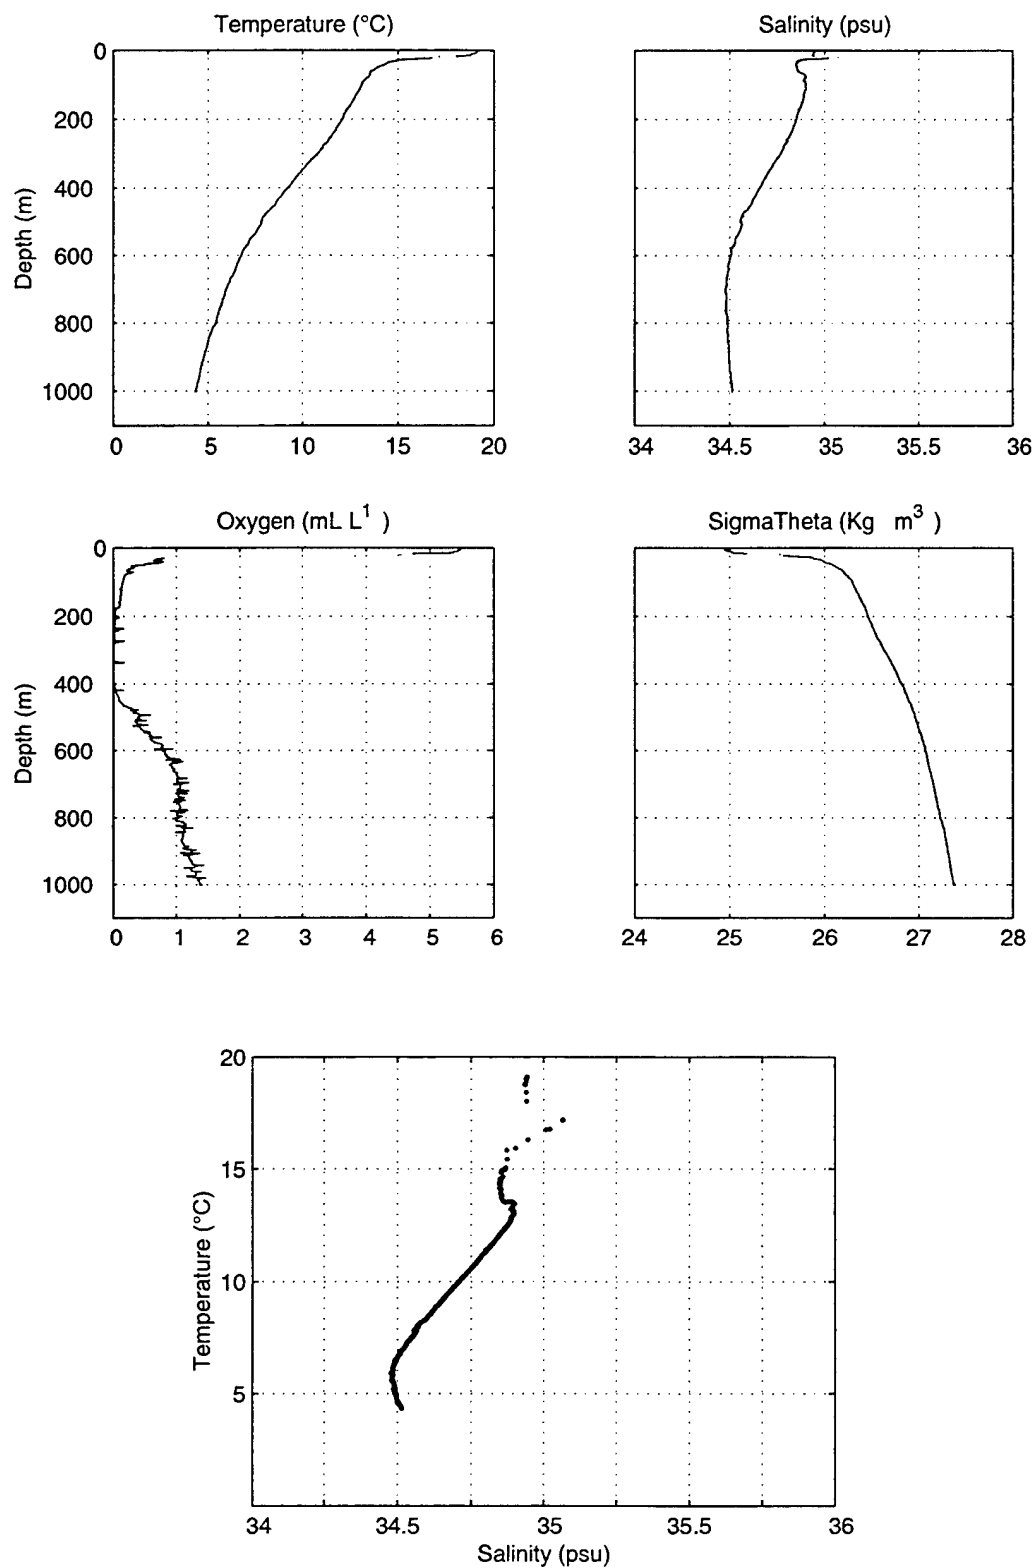 Temperature (°C)
Salinity (psu)
0
200
400
600
800
1000
Depth (m)
0 5 10 15 20
34 34.5 35 35.5 36
Oxygen (mL L¹ )
SigmaTheta (Kg m³ )
0
200
400
600
800
1000
Depth (m)
0 1 2 3 4 5 6
24 25 26 27 28
20
15
10
5
Temperature (°C)
34 34.5 35 35.5 36
Salinity (psu)